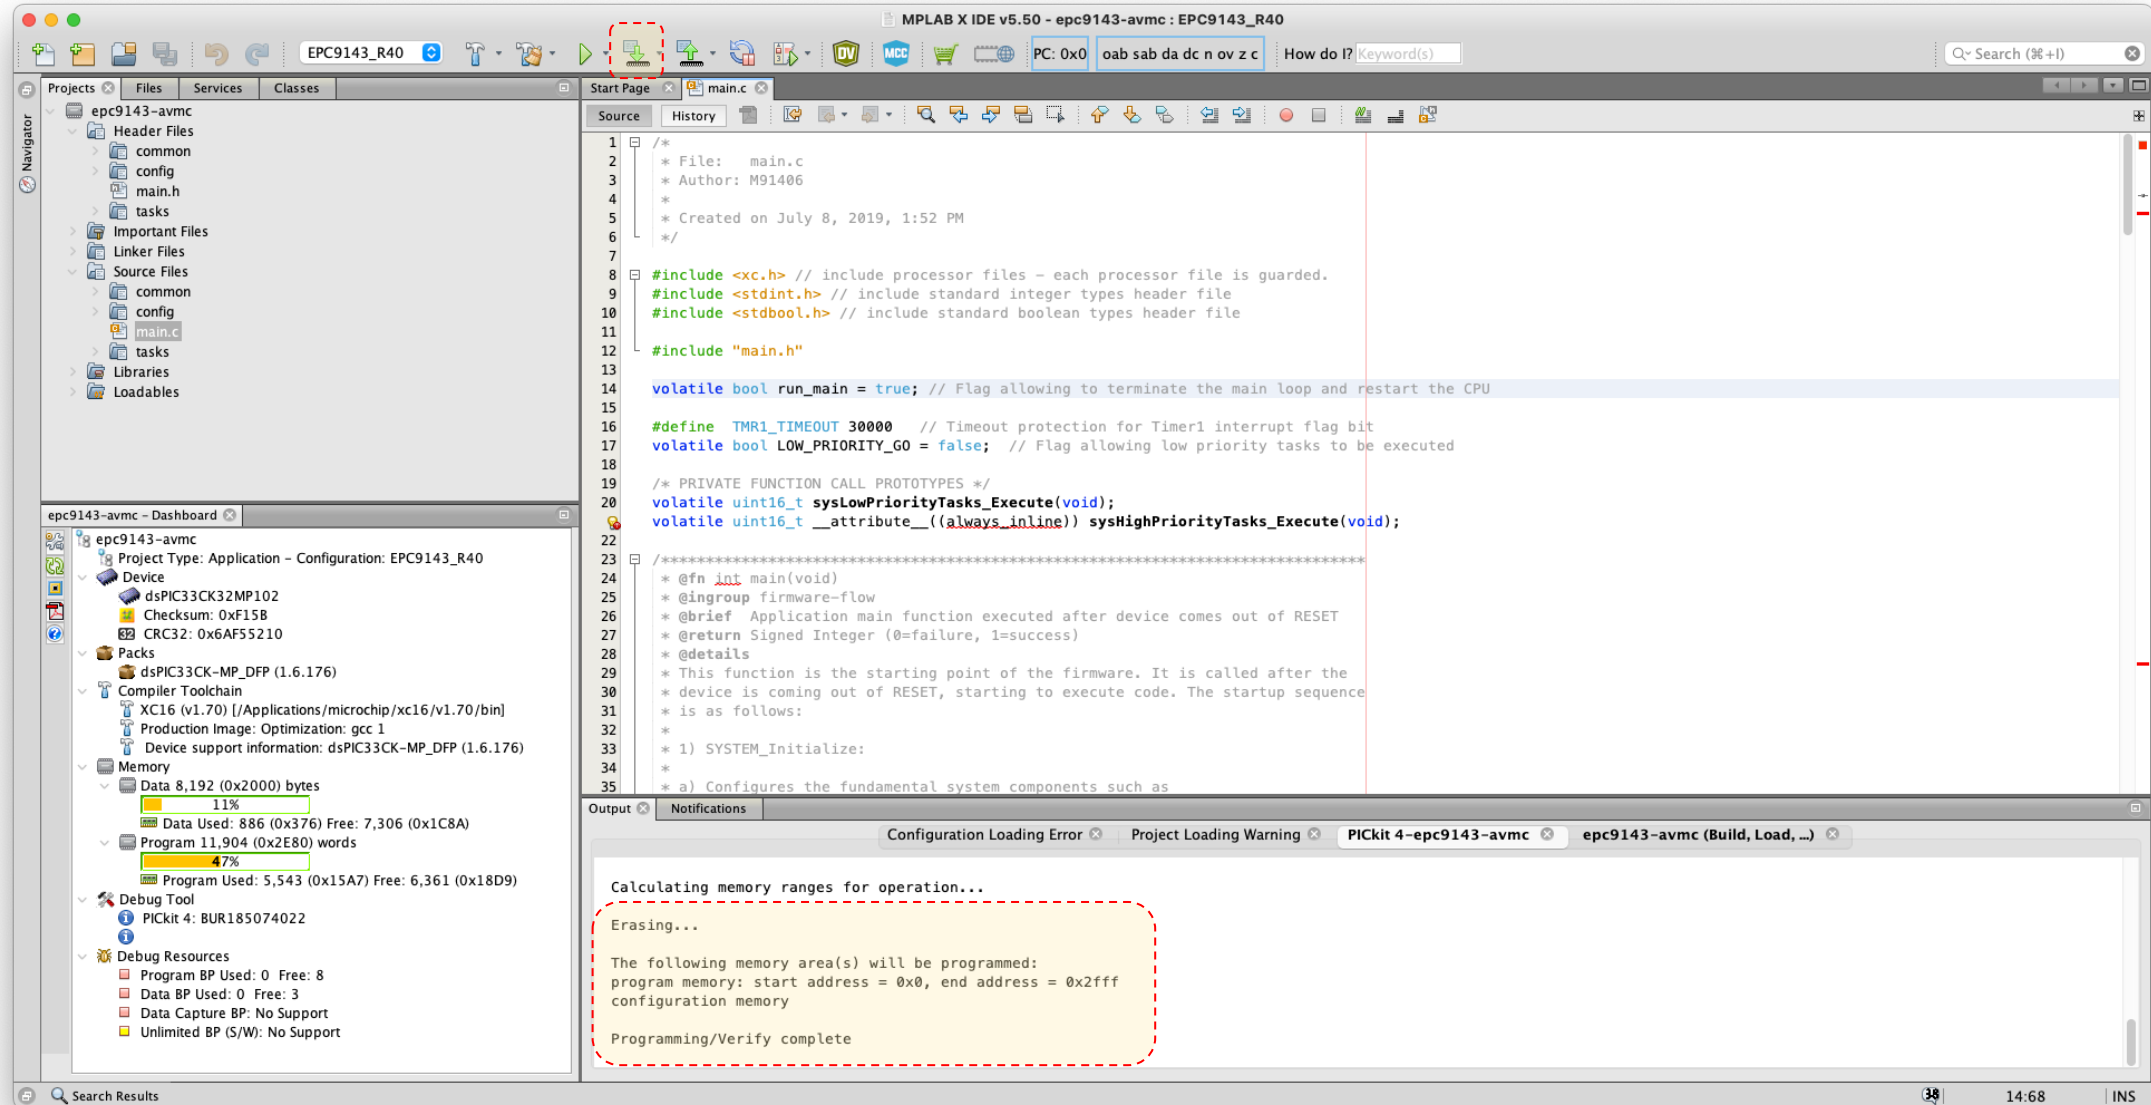 MPLAB X IDE v5.50 - epc9143-avmc : EPC9143_R40
EPC9143_R40
DV
MCC
PC: 0x0
oab sab da dc n ov z c
How do I? Keyword(s)
Search (⌘+I)
Projects
Files
Services
Classes
Navigator
epc9143-avmc
Header Files
common
config
main.h
tasks
Important Files
Linker Files
Source Files
common
config
main.c
tasks
Libraries
Loadables
epc9143-avmc - Dashboard
epc9143-avmc
Project Type: Application - Configuration: EPC9143_R40
Device
dsPIC33CK32MP102
Checksum: 0xF15B
32 CRC32: 0x6AF55210
Packs
dsPIC33CK-MP_DFP (1.6.176)
Compiler Toolchain
XC16 (v1.70) [/Applications/microchip/xc16/v1.70/bin]
Production Image: Optimization: gcc 1
Device support information: dsPIC33CK-MP_DFP (1.6.176)
Memory
Data 8,192 (0x2000) bytes
11%
Data Used: 886 (0x376) Free: 7,306 (0x1C8A)
Program 11,904 (0x2E80) words
47%
Program Used: 5,543 (0x15A7) Free: 6,361 (0x18D9)
Debug Tool
PICkit 4: BUR185074022
Debug Resources
Program BP Used: 0 Free: 8
Data BP Used: 0 Free: 3
Data Capture BP: No Support
Unlimited BP (S/W): No Support
Start Page
main.c
Source
History
1 /*
2 * File:   main.c
3 * Author: M91406
4 *
5 * Created on July 8, 2019, 1:52 PM
6 */
7
8 #include <xc.h> // include processor files – each processor file is guarded.
9 #include <stdint.h> // include standard integer types header file
10 #include <stdbool.h> // include standard boolean types header file
11
12 #include "main.h"
13
14 volatile bool run_main = true; // Flag allowing to terminate the main loop and restart the CPU
15
16 #define  TMR1_TIMEOUT 30000   // Timeout protection for Timer1 interrupt flag bit
17 volatile bool LOW_PRIORITY_GO = false;  // Flag allowing low priority tasks to be executed
18
19 /* PRIVATE FUNCTION CALL PROTOTYPES */
20 volatile uint16_t sysLowPriorityTasks_Execute(void);
volatile uint16_t __attribute__((always_inline)) sysHighPriorityTasks_Execute(void);
22
23 /*******************************************************************************
24 * @fn int main(void)
25 * @ingroup firmware-flow
26 * @brief  Application main function executed after device comes out of RESET
27 * @return Signed Integer (0=failure, 1=success)
28 * @details
29 * This function is the starting point of the firmware. It is called after the
30 * device is coming out of RESET, starting to execute code. The startup sequence
31 * is as follows:
32 *
33 * 1) SYSTEM_Initialize:
34 *
35 * a) Configures the fundamental system components such as
Output
Notifications
Configuration Loading Error
Project Loading Warning
PICkit 4-epc9143-avmc
epc9143-avmc (Build, Load, ...)
Calculating memory ranges for operation...
Erasing...
The following memory area(s) will be programmed:
program memory: start address = 0x0, end address = 0x2fff
configuration memory
Programming/Verify complete
Search Results
38
14:68
INS